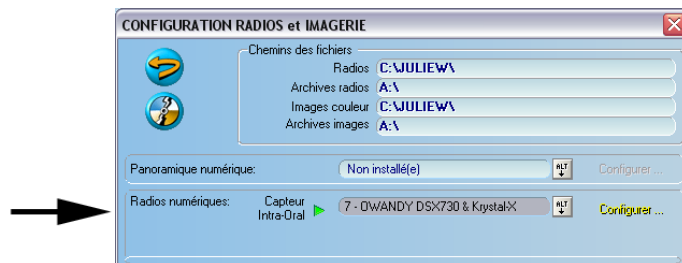 CONFIGURATION RADIOS et IMAGERIE
Chemins des fichiers
Radios C:\JULIEW\
Archives radios A:\
Images couleur C:\JULIEW\
Archives images A:\
Panoramique numérique: Non installé(e) ALT Configurer ...
Radios numériques: Capteur Intra-Oral 7 - OWANDY DSX730 & Krystal-X ALT Configurer ...